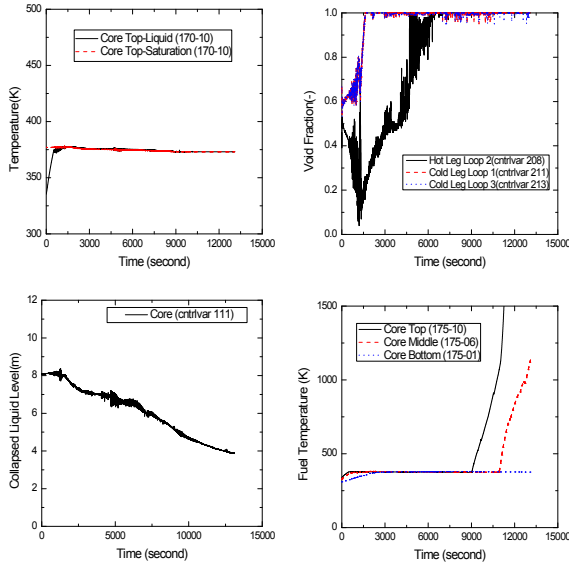 500
450
400
350
300
Temperature(K)
Core Top-Liquid (170-10)
Core Top-Saturation (170-10)
0 3000 6000 9000 12000 15000
Time (second)
1.0
0.8
0.6
0.4
0.2
0.0
Void Fraction(-)
Hot Leg Loop 2(cntrlvar 208)
Cold Leg Loop 1(cntrlvar 211)
Cold Leg Loop 3(cntrlvar 213)
0 3000 6000 9000 12000 15000
Time (second)
12
10
8
6
4
2
0
Collapsed Liquid Level(m)
Core (cntrlvar 111)
0 5000 10000 15000
Time (second)
1500
1000
500
0
Fuel Temperature (K)
Core Top (175-10)
Core Middle (175-06)
Core Bottom (175-01)
0 3000 6000 9000 12000 15000
Time (second)